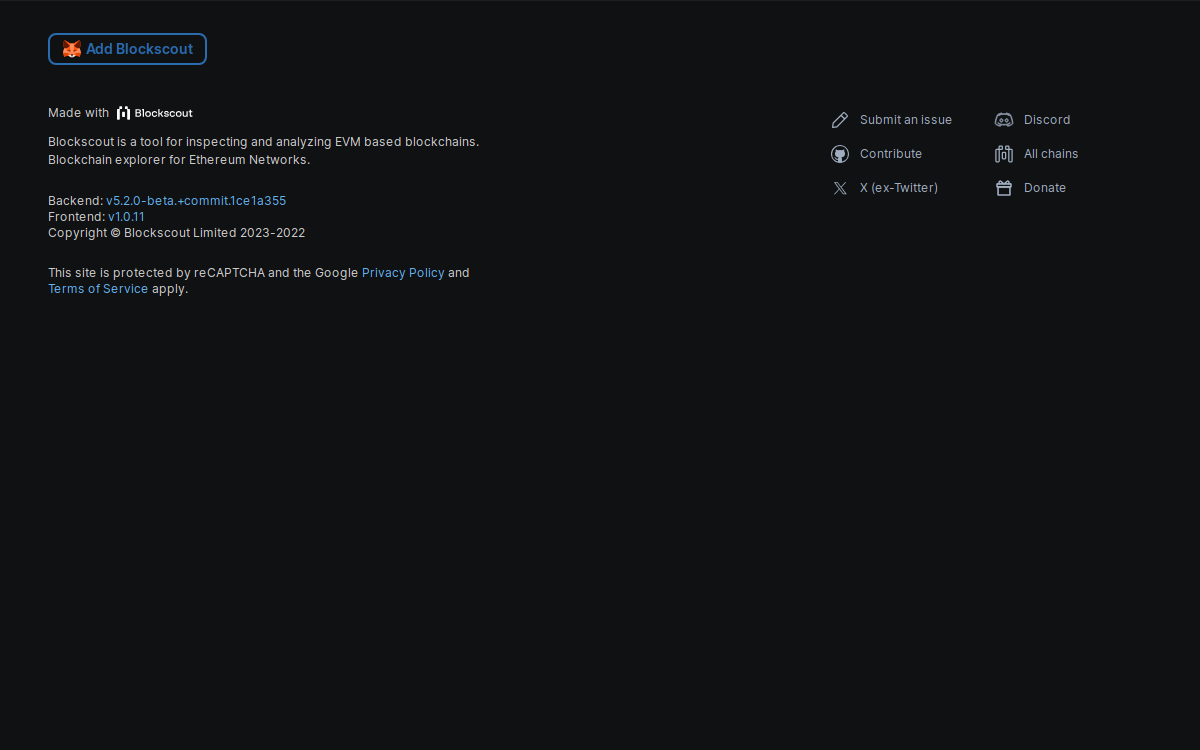 Add Blockscout
Made with Blockscout
Blockscout is a tool for inspecting and analyzing EVM based blockchains.
Blockchain explorer for Ethereum Networks.
Backend: v5.2.0-beta.+commit.1ce1a355
Frontend: v1.0.11
Copyright © Blockscout Limited 2023-2022
This site is protected by reCAPTCHA and the Google Privacy Policy and
Terms of Service apply.
Submit an issue
Discord
Contribute
All chains
X (ex-Twitter)
Donate